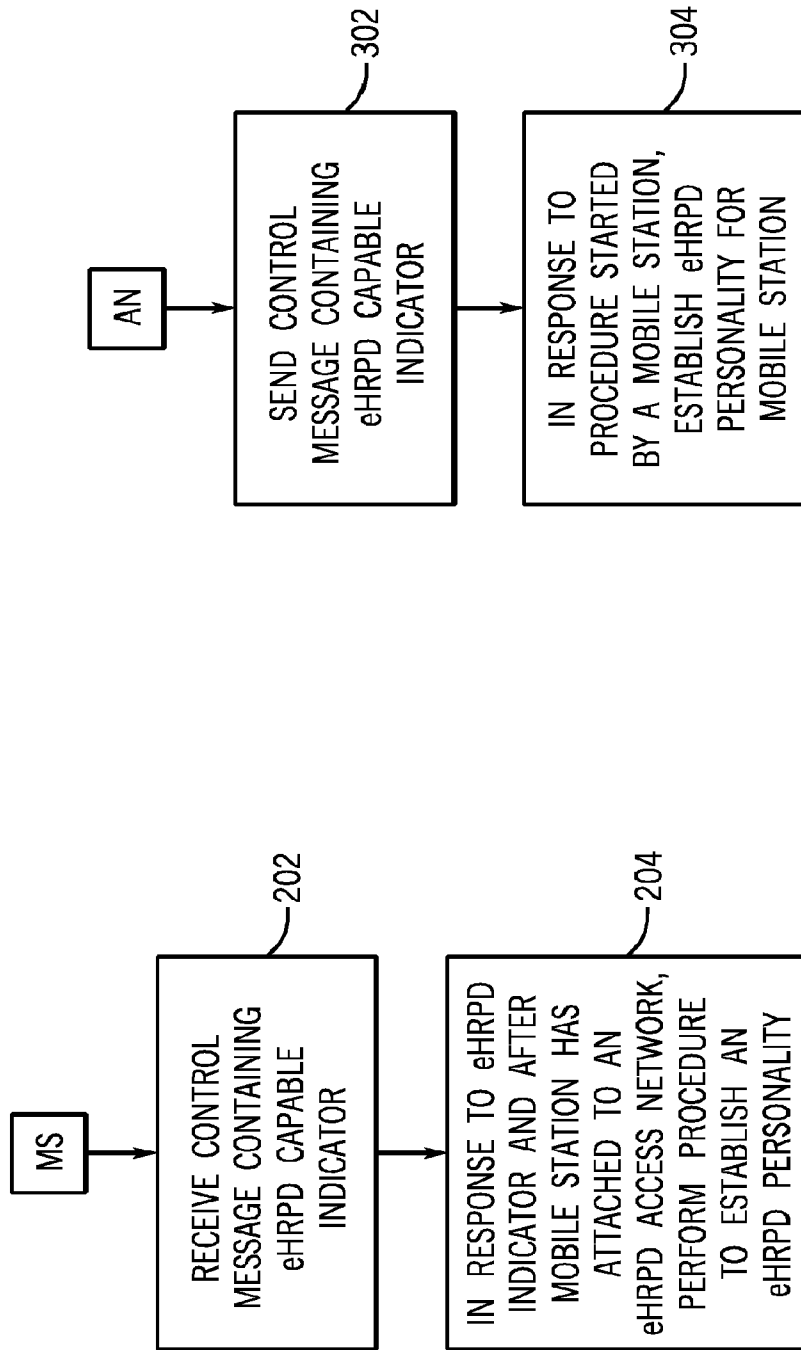 MS
RECEIVE CONTROL
MESSAGE CONTAINING
eHRPD CAPABLE
INDICATOR
202
IN RESPONSE TO eHRPD
INDICATOR AND AFTER
MOBILE STATION HAS
ATTACHED TO AN
eHRPD ACCESS NETWORK,
PERFORM PROCEDURE
TO ESTABLISH AN
eHRPD PERSONALITY
204
AN
SEND CONTROL
MESSAGE CONTAINING
eHRPD CAPABLE
INDICATOR
302
IN RESPONSE TO
PROCEDURE STARTED
BY A MOBILE STATION,
ESTABLISH eHRPD
PERSONALITY FOR
MOBILE STATION
304